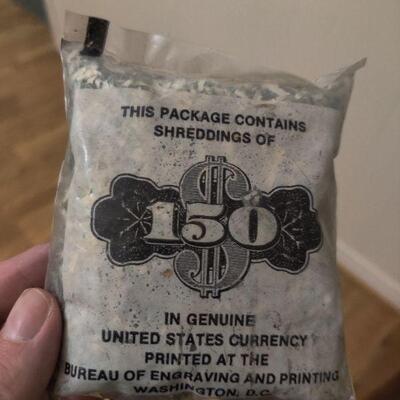 THIS PACKAGE CONTAINS
SHREDDINGS OF
$150
IN GENUINE
UNITED STATES CURRENCY
PRINTED AT THE
BUREAU OF ENGRAVING AND PRINTING
WASHINGTON, D.C.